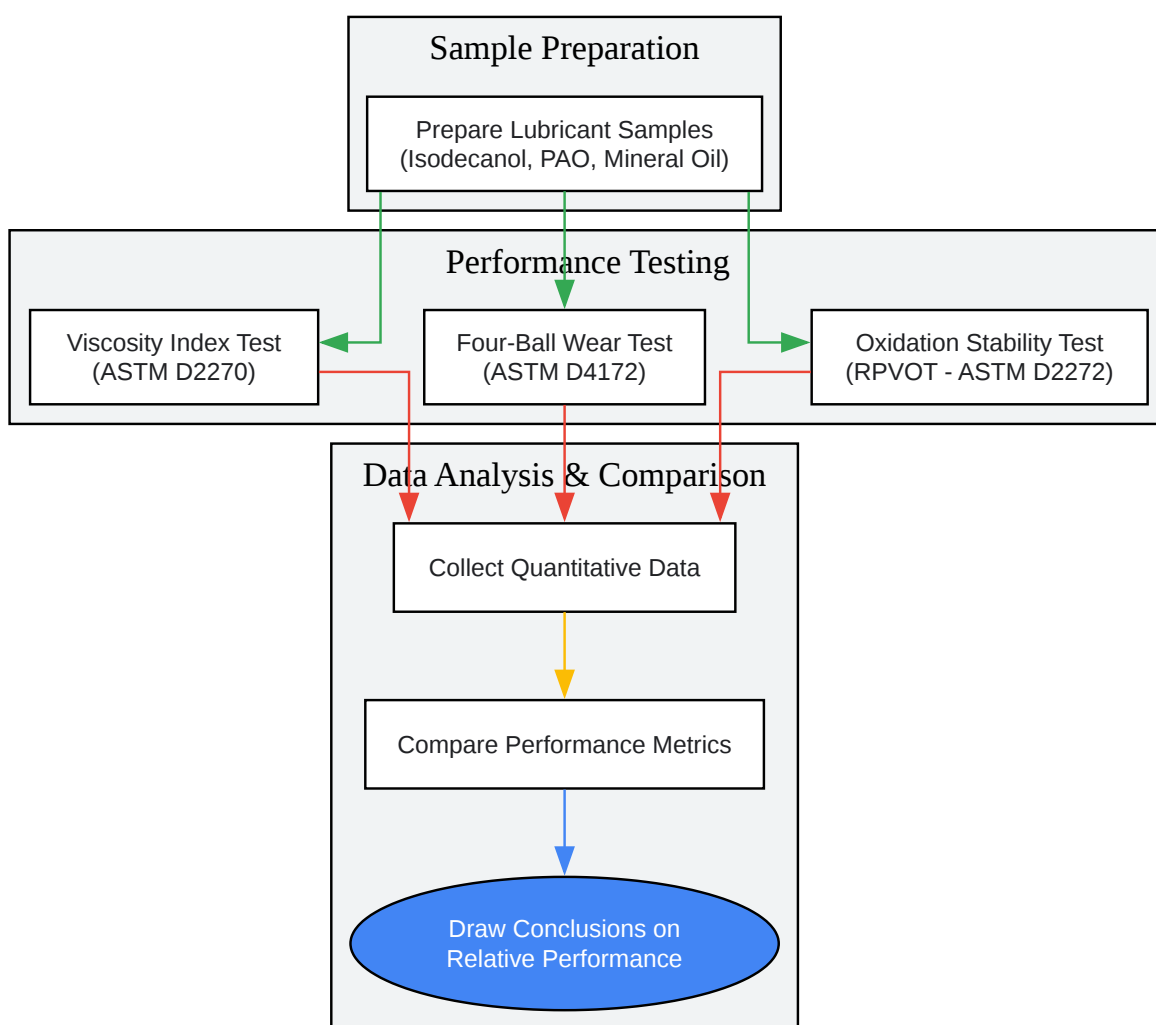 Sample Preparation
Prepare Lubricant Samples
(Isodecanol, PAO, Mineral Oil)
Performance Testing
Viscosity Index Test
(ASTM D2270)
Four-Ball Wear Test
(ASTM D4172)
Oxidation Stability Test
(RPVOT - ASTM D2272)
Data Analysis & Comparison
Collect Quantitative Data
Compare Performance Metrics
Draw Conclusions on
Relative Performance